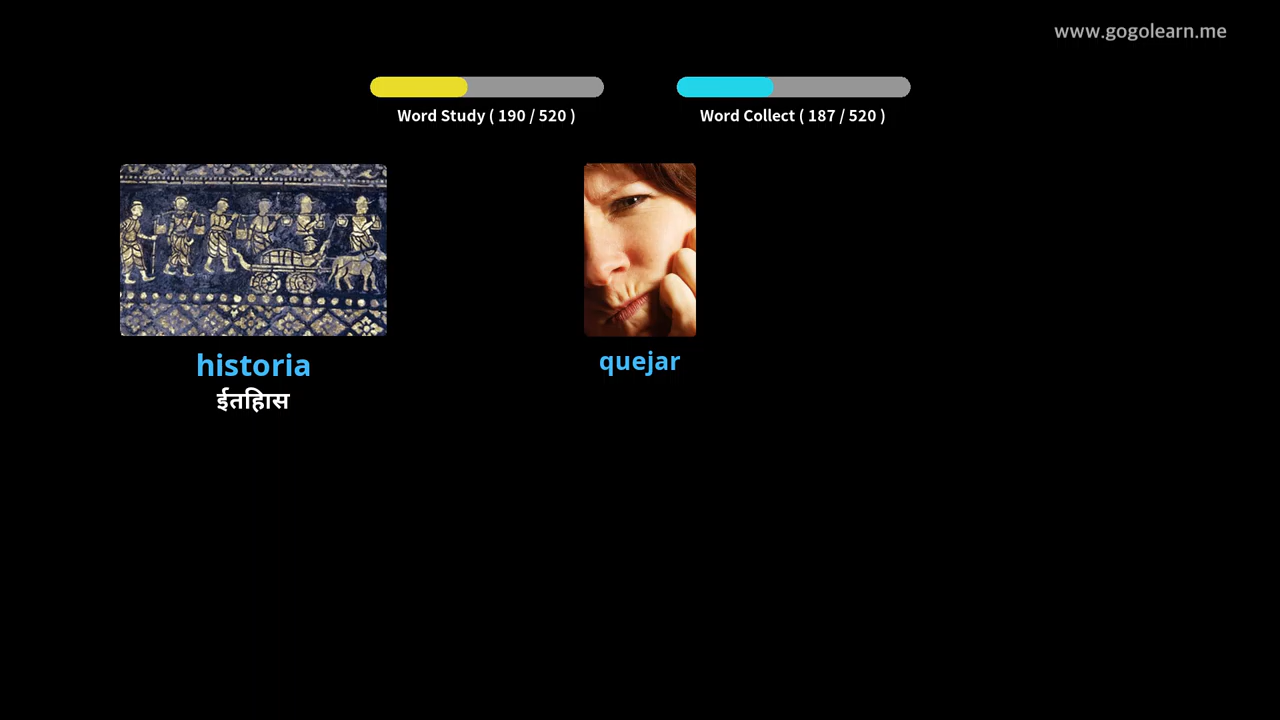 www.gogolearn.me
Word Study ( 190 / 520 )
Word Collect ( 187 / 520 )
historia
ईतिहास
quejar